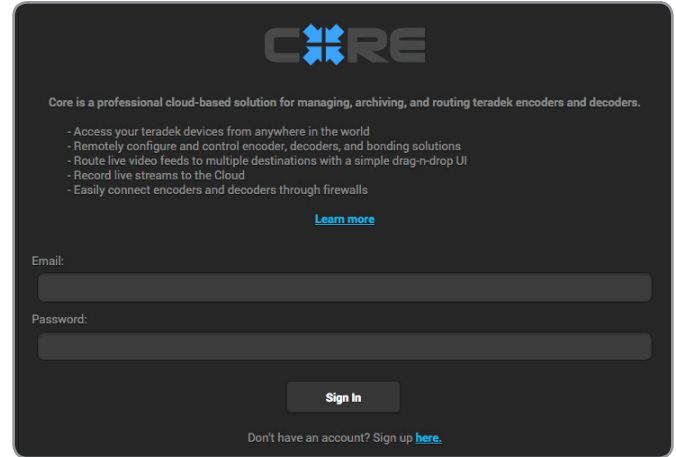 CORE
Core is a professional cloud-based solution for managing, archiving, and routing teradek encoders and decoders.
- Access your teradek devices from anywhere in the world
- Remotely configure and control encoder, decoders, and bonding solutions
- Route live video feeds to multiple destinations with a simple drag-n-drop UI
- Record live streams to the Cloud
- Easily connect encoders and decoders through firewalls
Learn more
Email:
Password:
Sign In
Don't have an account? Sign up here.